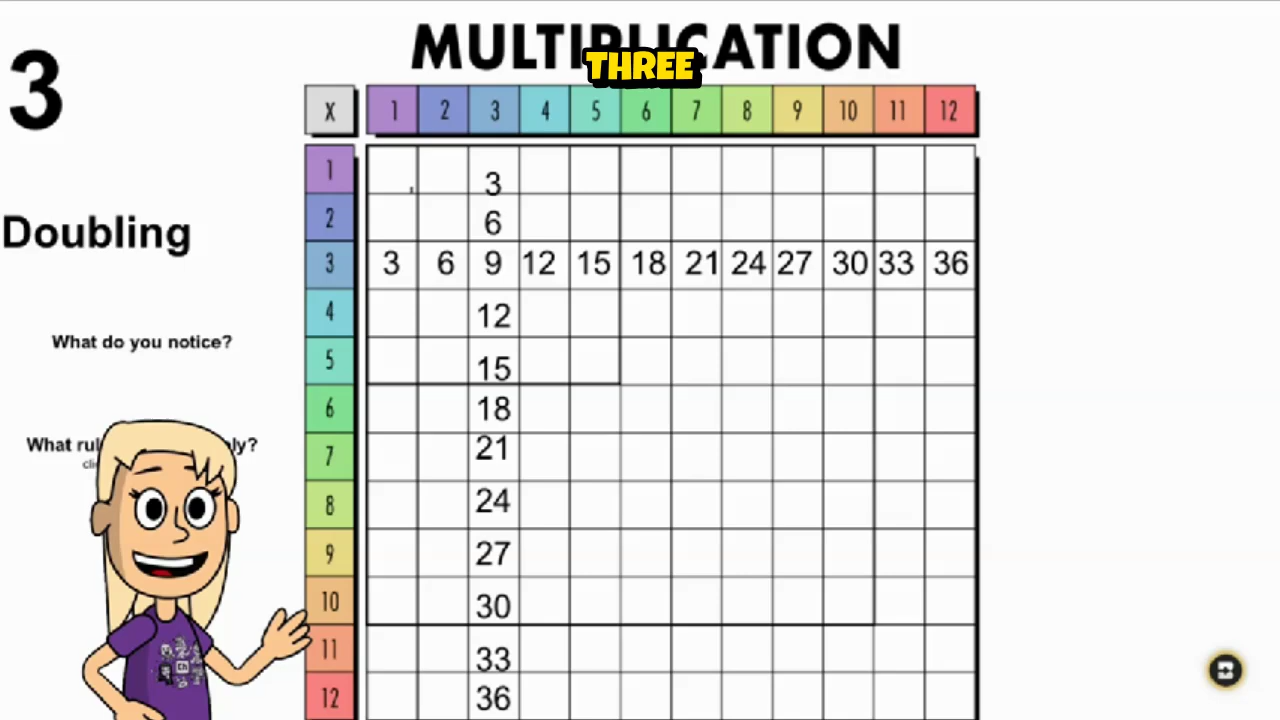 MULTIPLICATION
THREE
3
X 1 2 3 4 5 6 7 8 9 10 11 12
1 3
2 6
Doubling
3 3 6 9 12 15 18 21 24 27 30 33 36
4 12
What do you notice?
5 15
6 18
What
7 21
8 24
9 27
10 30
11 33
12 36